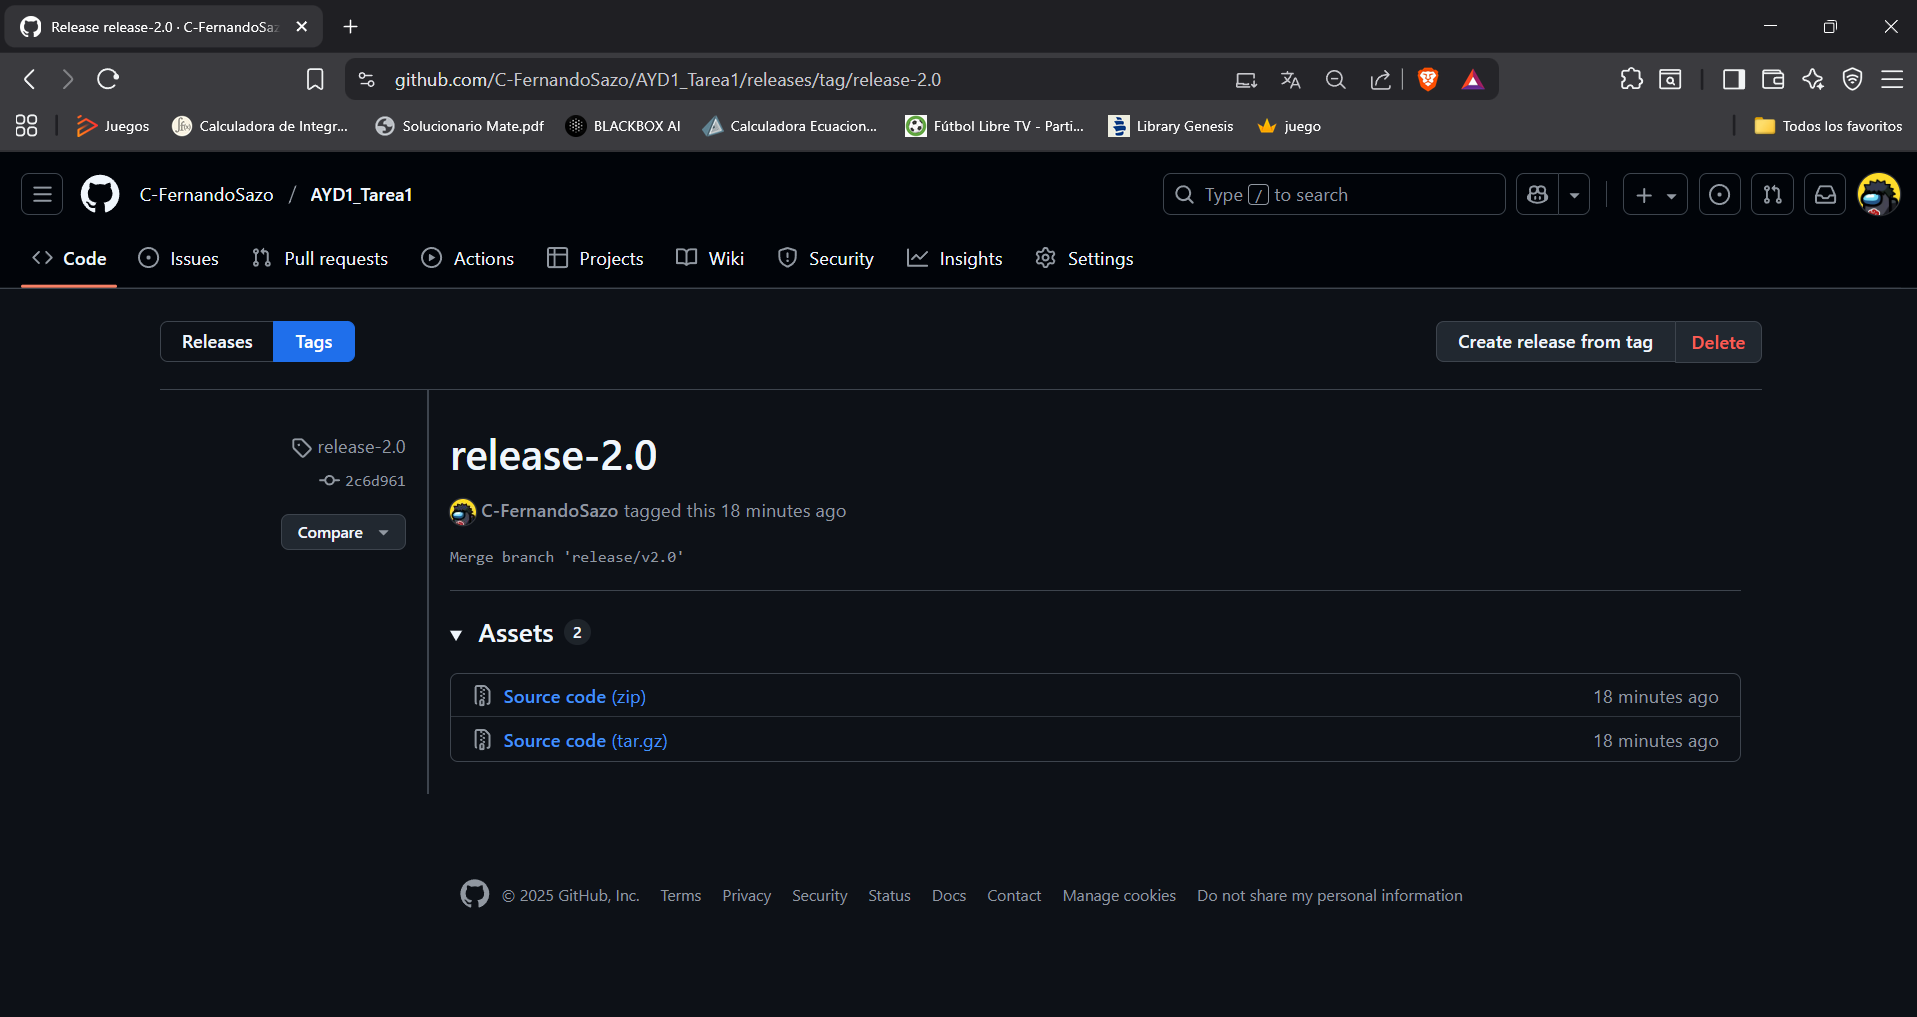 Release release-2.0 · C-FernandoSaz
github.com/C-FernandoSazo/AYD1_Tarea1/releases/tag/release-2.0
Juegos
Calculadora de Integr...
Solucionario Mate.pdf
BLACKBOX AI
Calculadora Ecuacion...
Fútbol Libre TV - Parti...
Library Genesis
juego
Todos los favoritos
C-FernandoSazo / AYD1_Tarea1
Type / to search
Code
Issues
Pull requests
Actions
Projects
Wiki
Security
Insights
Settings
Releases
Tags
Create release from tag
Delete
release-2.0
2c6d961
Compare
release-2.0
C-FernandoSazo tagged this 18 minutes ago
Merge branch 'release/v2.0'
Assets 2
Source code (zip)
18 minutes ago
Source code (tar.gz)
18 minutes ago
© 2025 GitHub, Inc.
Terms
Privacy
Security
Status
Docs
Contact
Manage cookies
Do not share my personal information